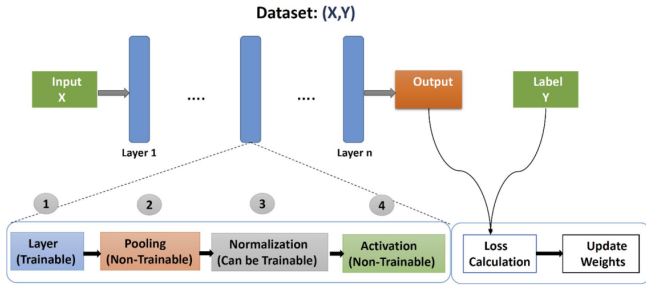 Dataset: (X,Y)
Input
X
....
....
Output
Label
Y
Layer 1
Layer n
1
2
3
4
Layer
(Trainable)
Pooling
(Non-Trainable)
Normalization
(Can be Trainable)
Activation
(Non-Trainable)
Loss
Calculation
Update
Weights